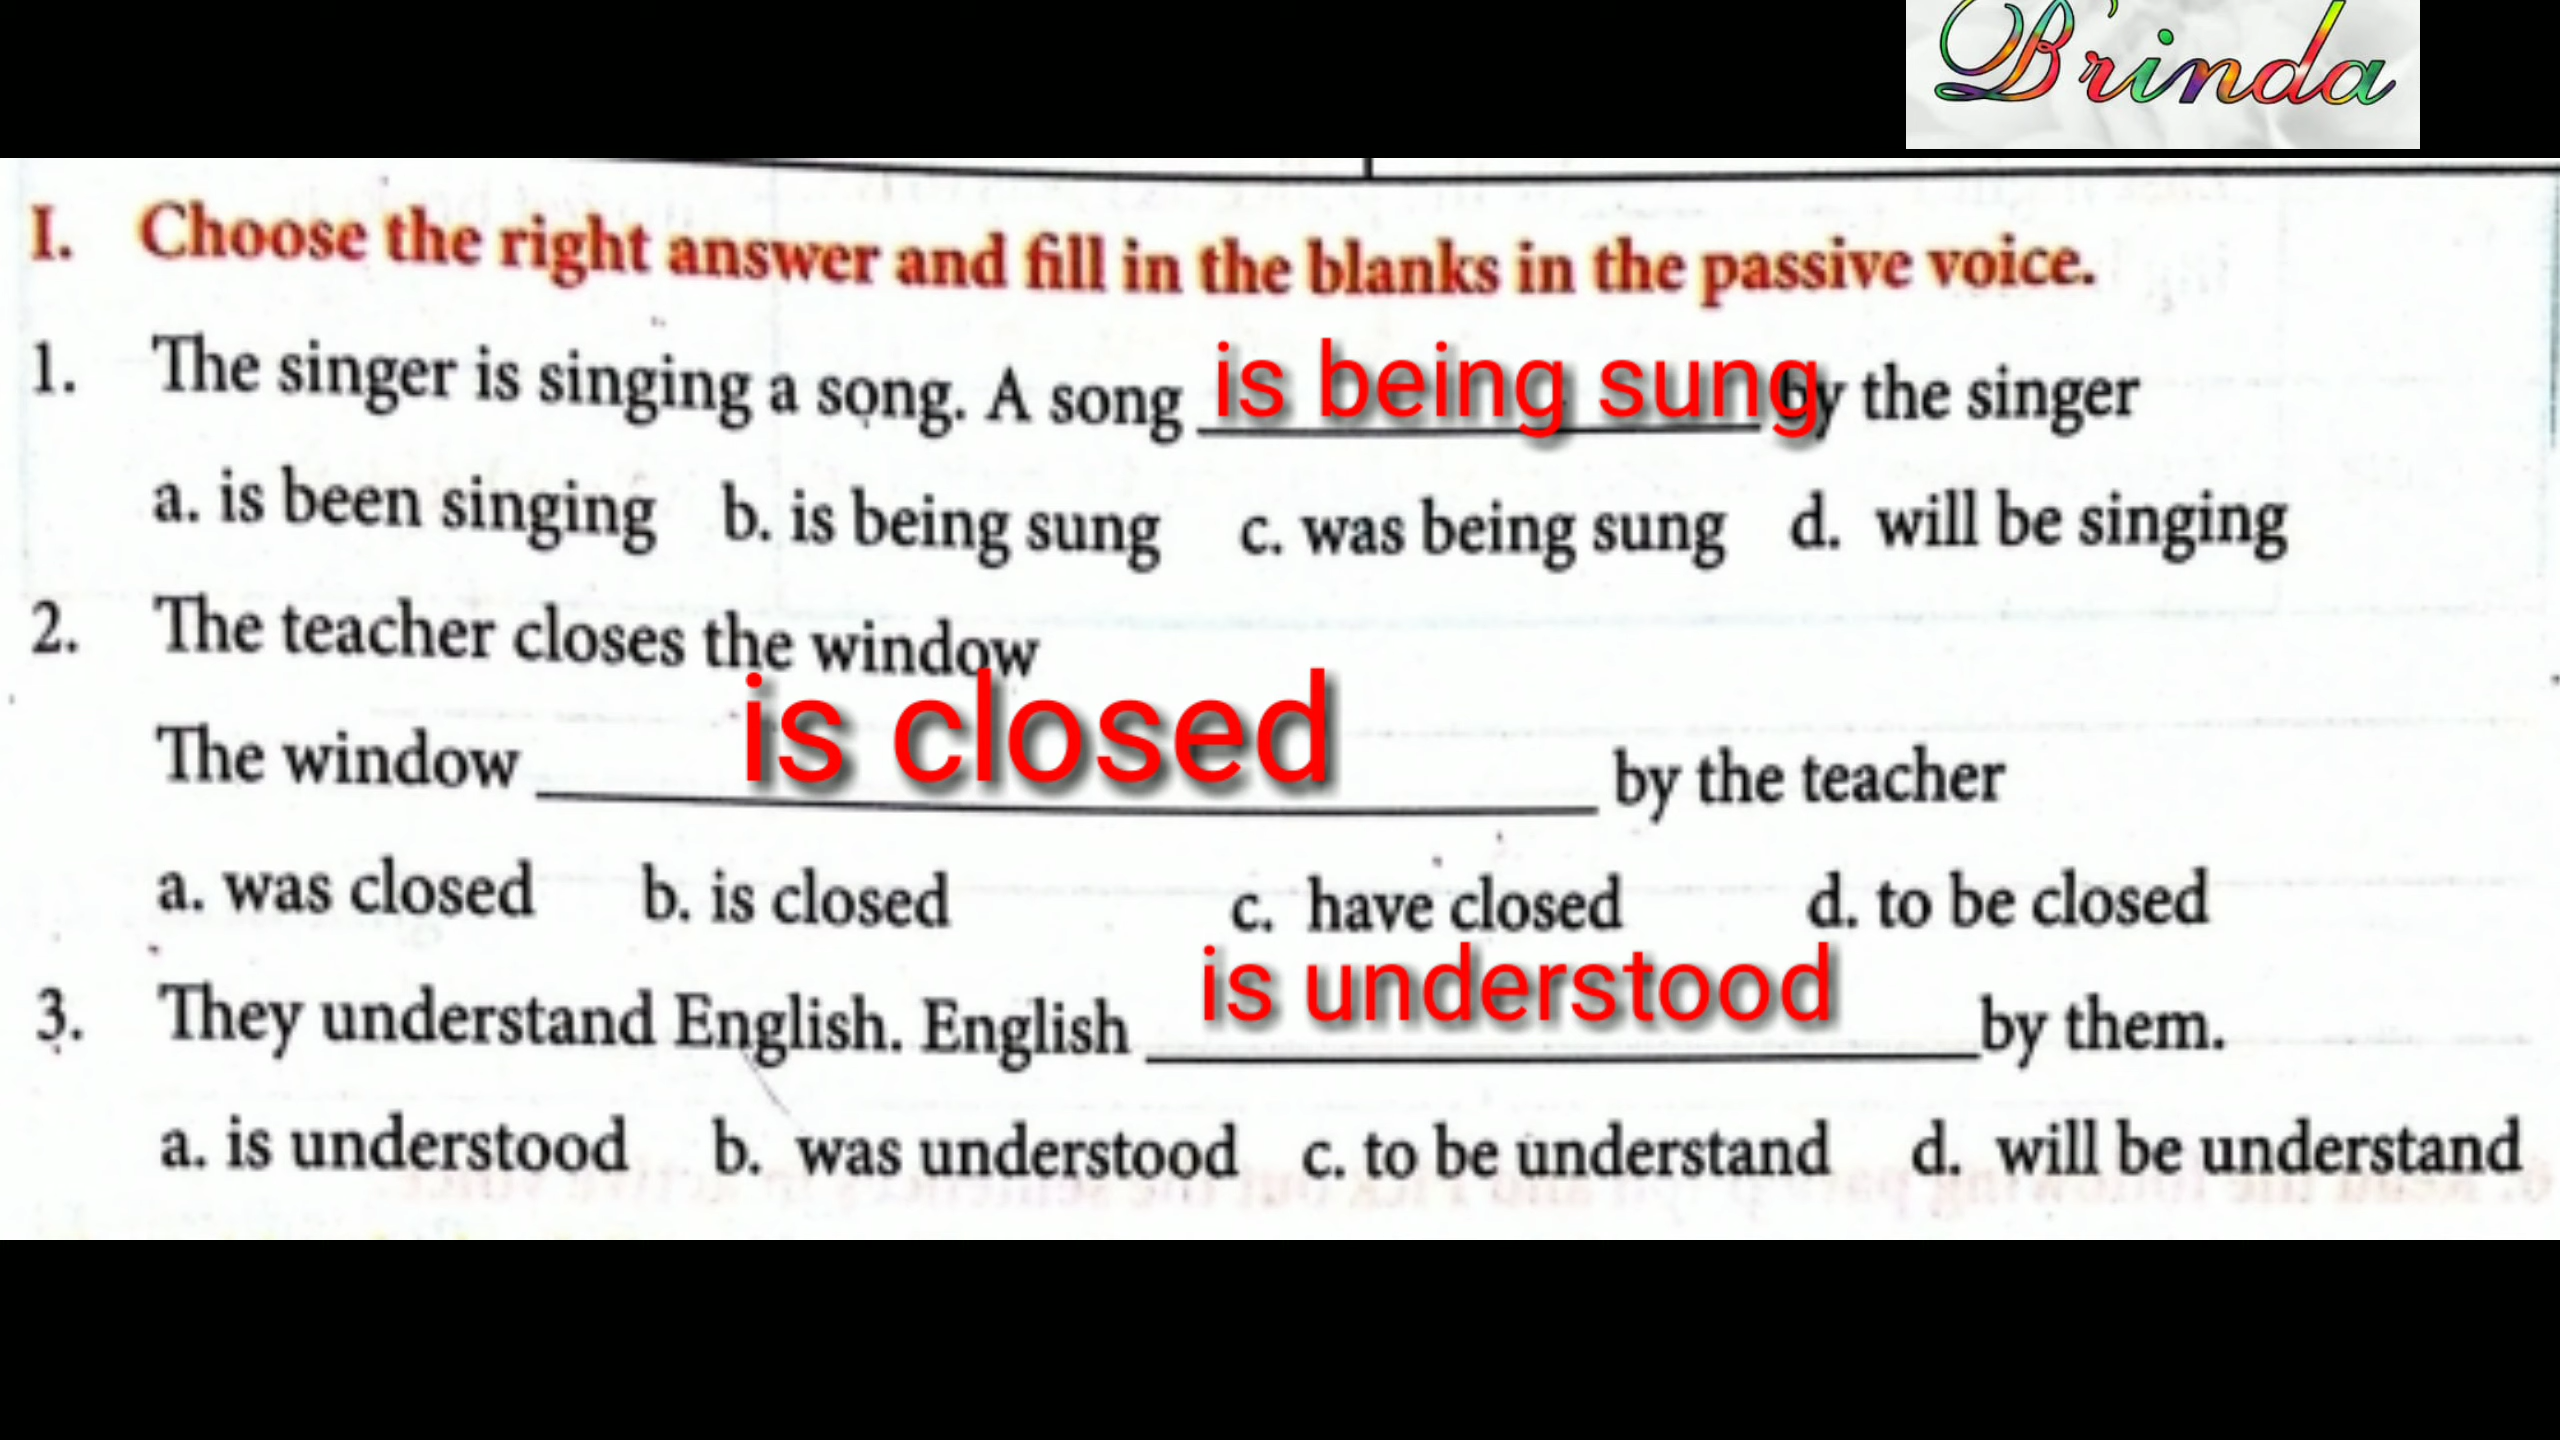 B'rinda
I. Choose the right answer and fill in the blanks in the passive voice.
1. The singer is singing a song. A song is being sung by the singer
a. is been singing b. is being sung c. was being sung d. will be singing
2. The teacher closes the window
The window is closed by the teacher
a. was closed b. is closed c. have closed d. to be closed
3. They understand English. English is understood by them.
a. is understood b. was understood c. to be understand d. will be understand